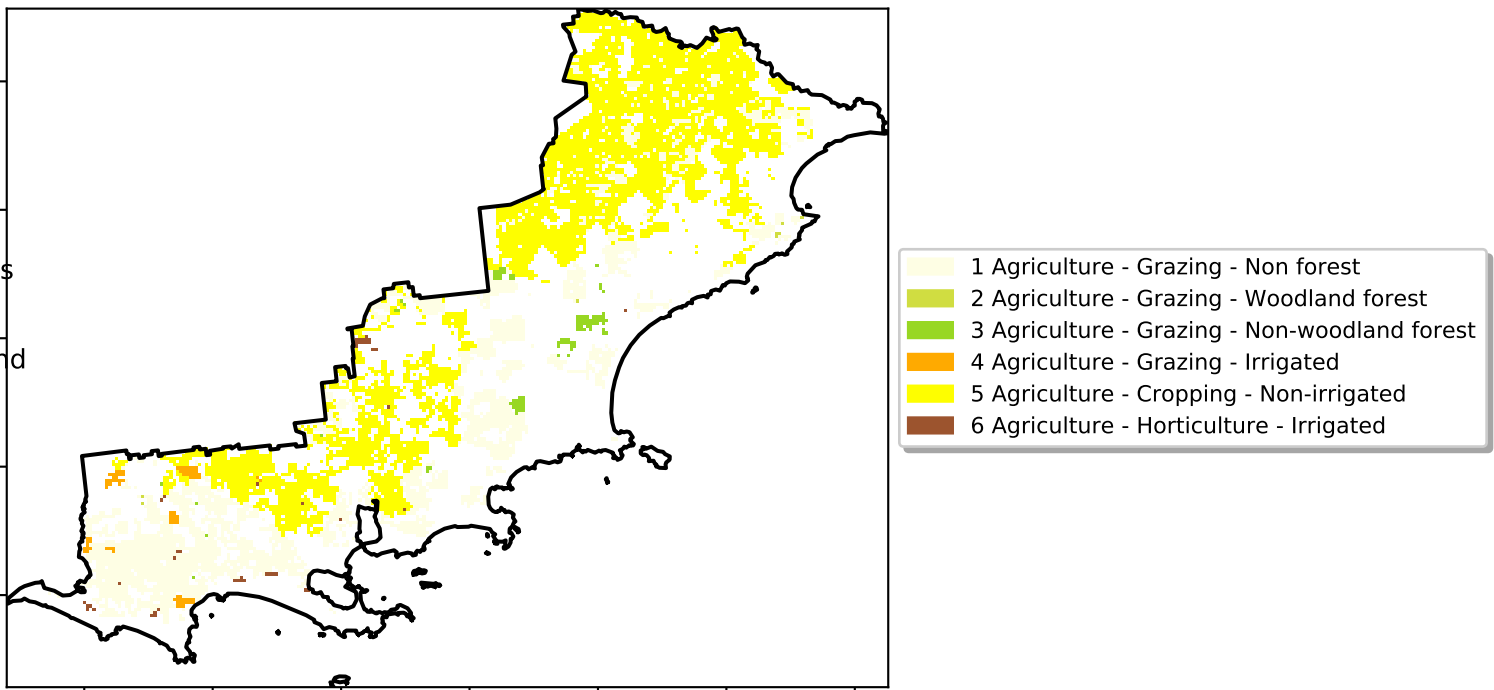 s
nd
1 Agriculture - Grazing - Non forest
2 Agriculture - Grazing - Woodland forest
3 Agriculture - Grazing - Non-woodland forest
4 Agriculture - Grazing - Irrigated
5 Agriculture - Cropping - Non-irrigated
6 Agriculture - Horticulture - Irrigated